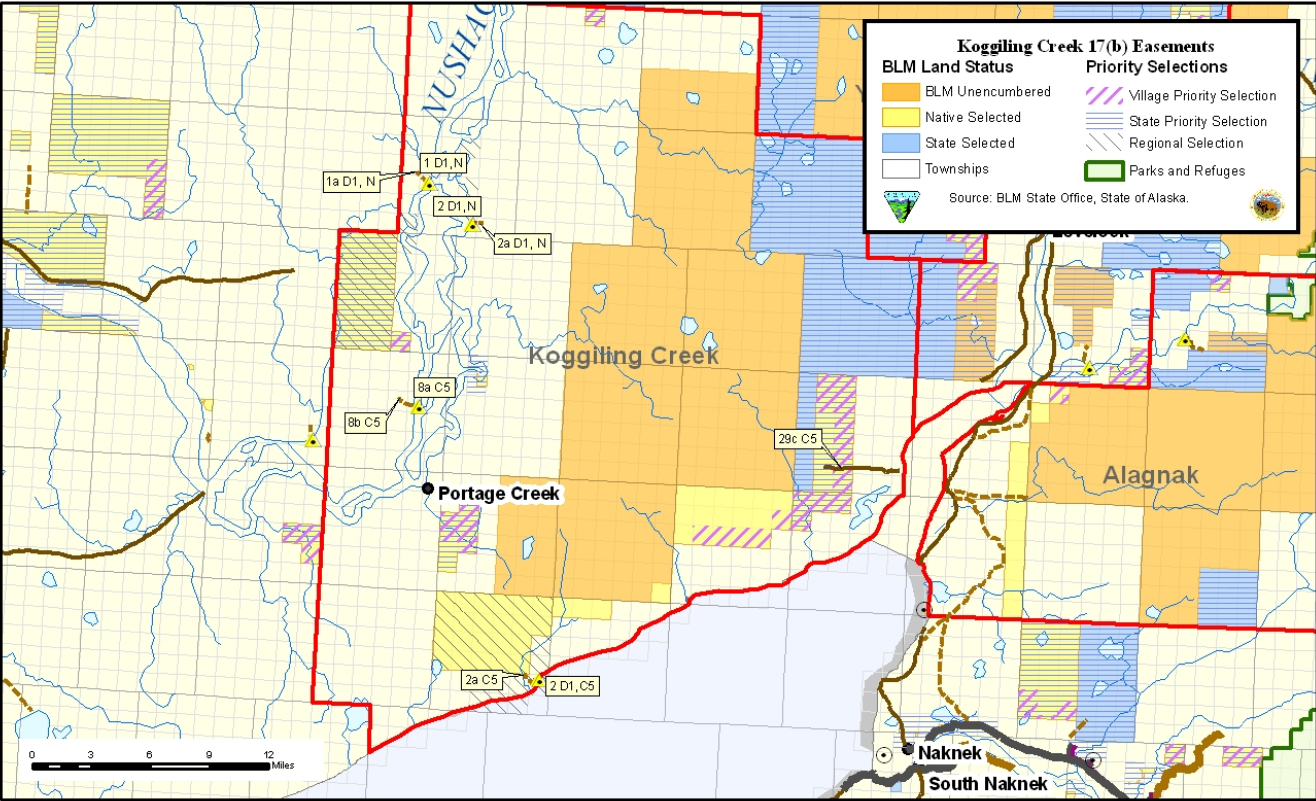 NUSHAG
Koggiling Creek 17(b) Easements
BLM Land Status
BLM Unencumbered
Native Selected
State Selected
Townships
Priority Selections
Village Priority Selection
State Priority Selection
Regional Selection
Parks and Refuges
Source: BLM State Office, State of Alaska.
1 D1, N
1a D1, N
2 D1,N
2a D1, N
Levelock
Koggiling Creek
8a C5
8b C5
29c C5
Alagnak
Portage Creek
2a C5
2 D1,C5
Naknek
South Naknek
0 3 6 9 12
Miles